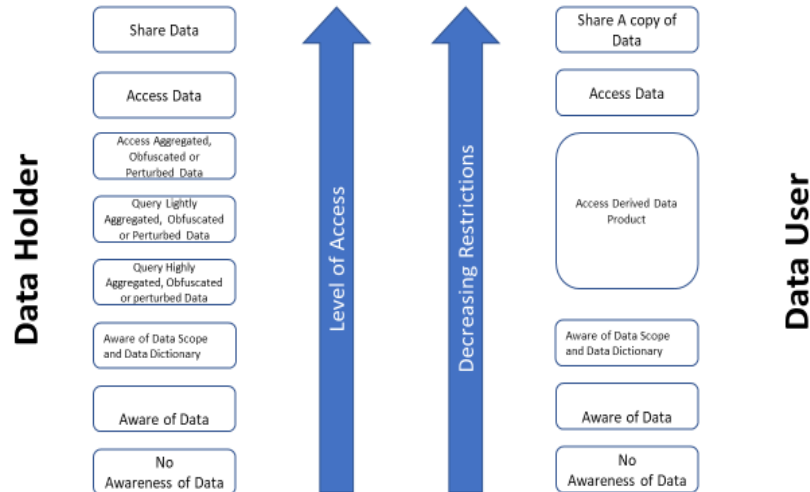 Data Holder
Share Data
Access Data
Access Aggregated,
Obfuscated or
Perturbed Data
Query Lightly
Aggregated, Obfuscated
or Perturbed Data
Query Highly
Aggregated, Obfuscated
or perturbed Data
Aware of Data Scope
and Data Dictionary
Aware of Data
No
Awareness of Data
Level of Access
Decreasing Restrictions
Share A copy of
Data
Access Data
Access Derived Data
Product
Aware of Data Scope
and Data Dictionary
Aware of Data
No
Awareness of Data
Data User